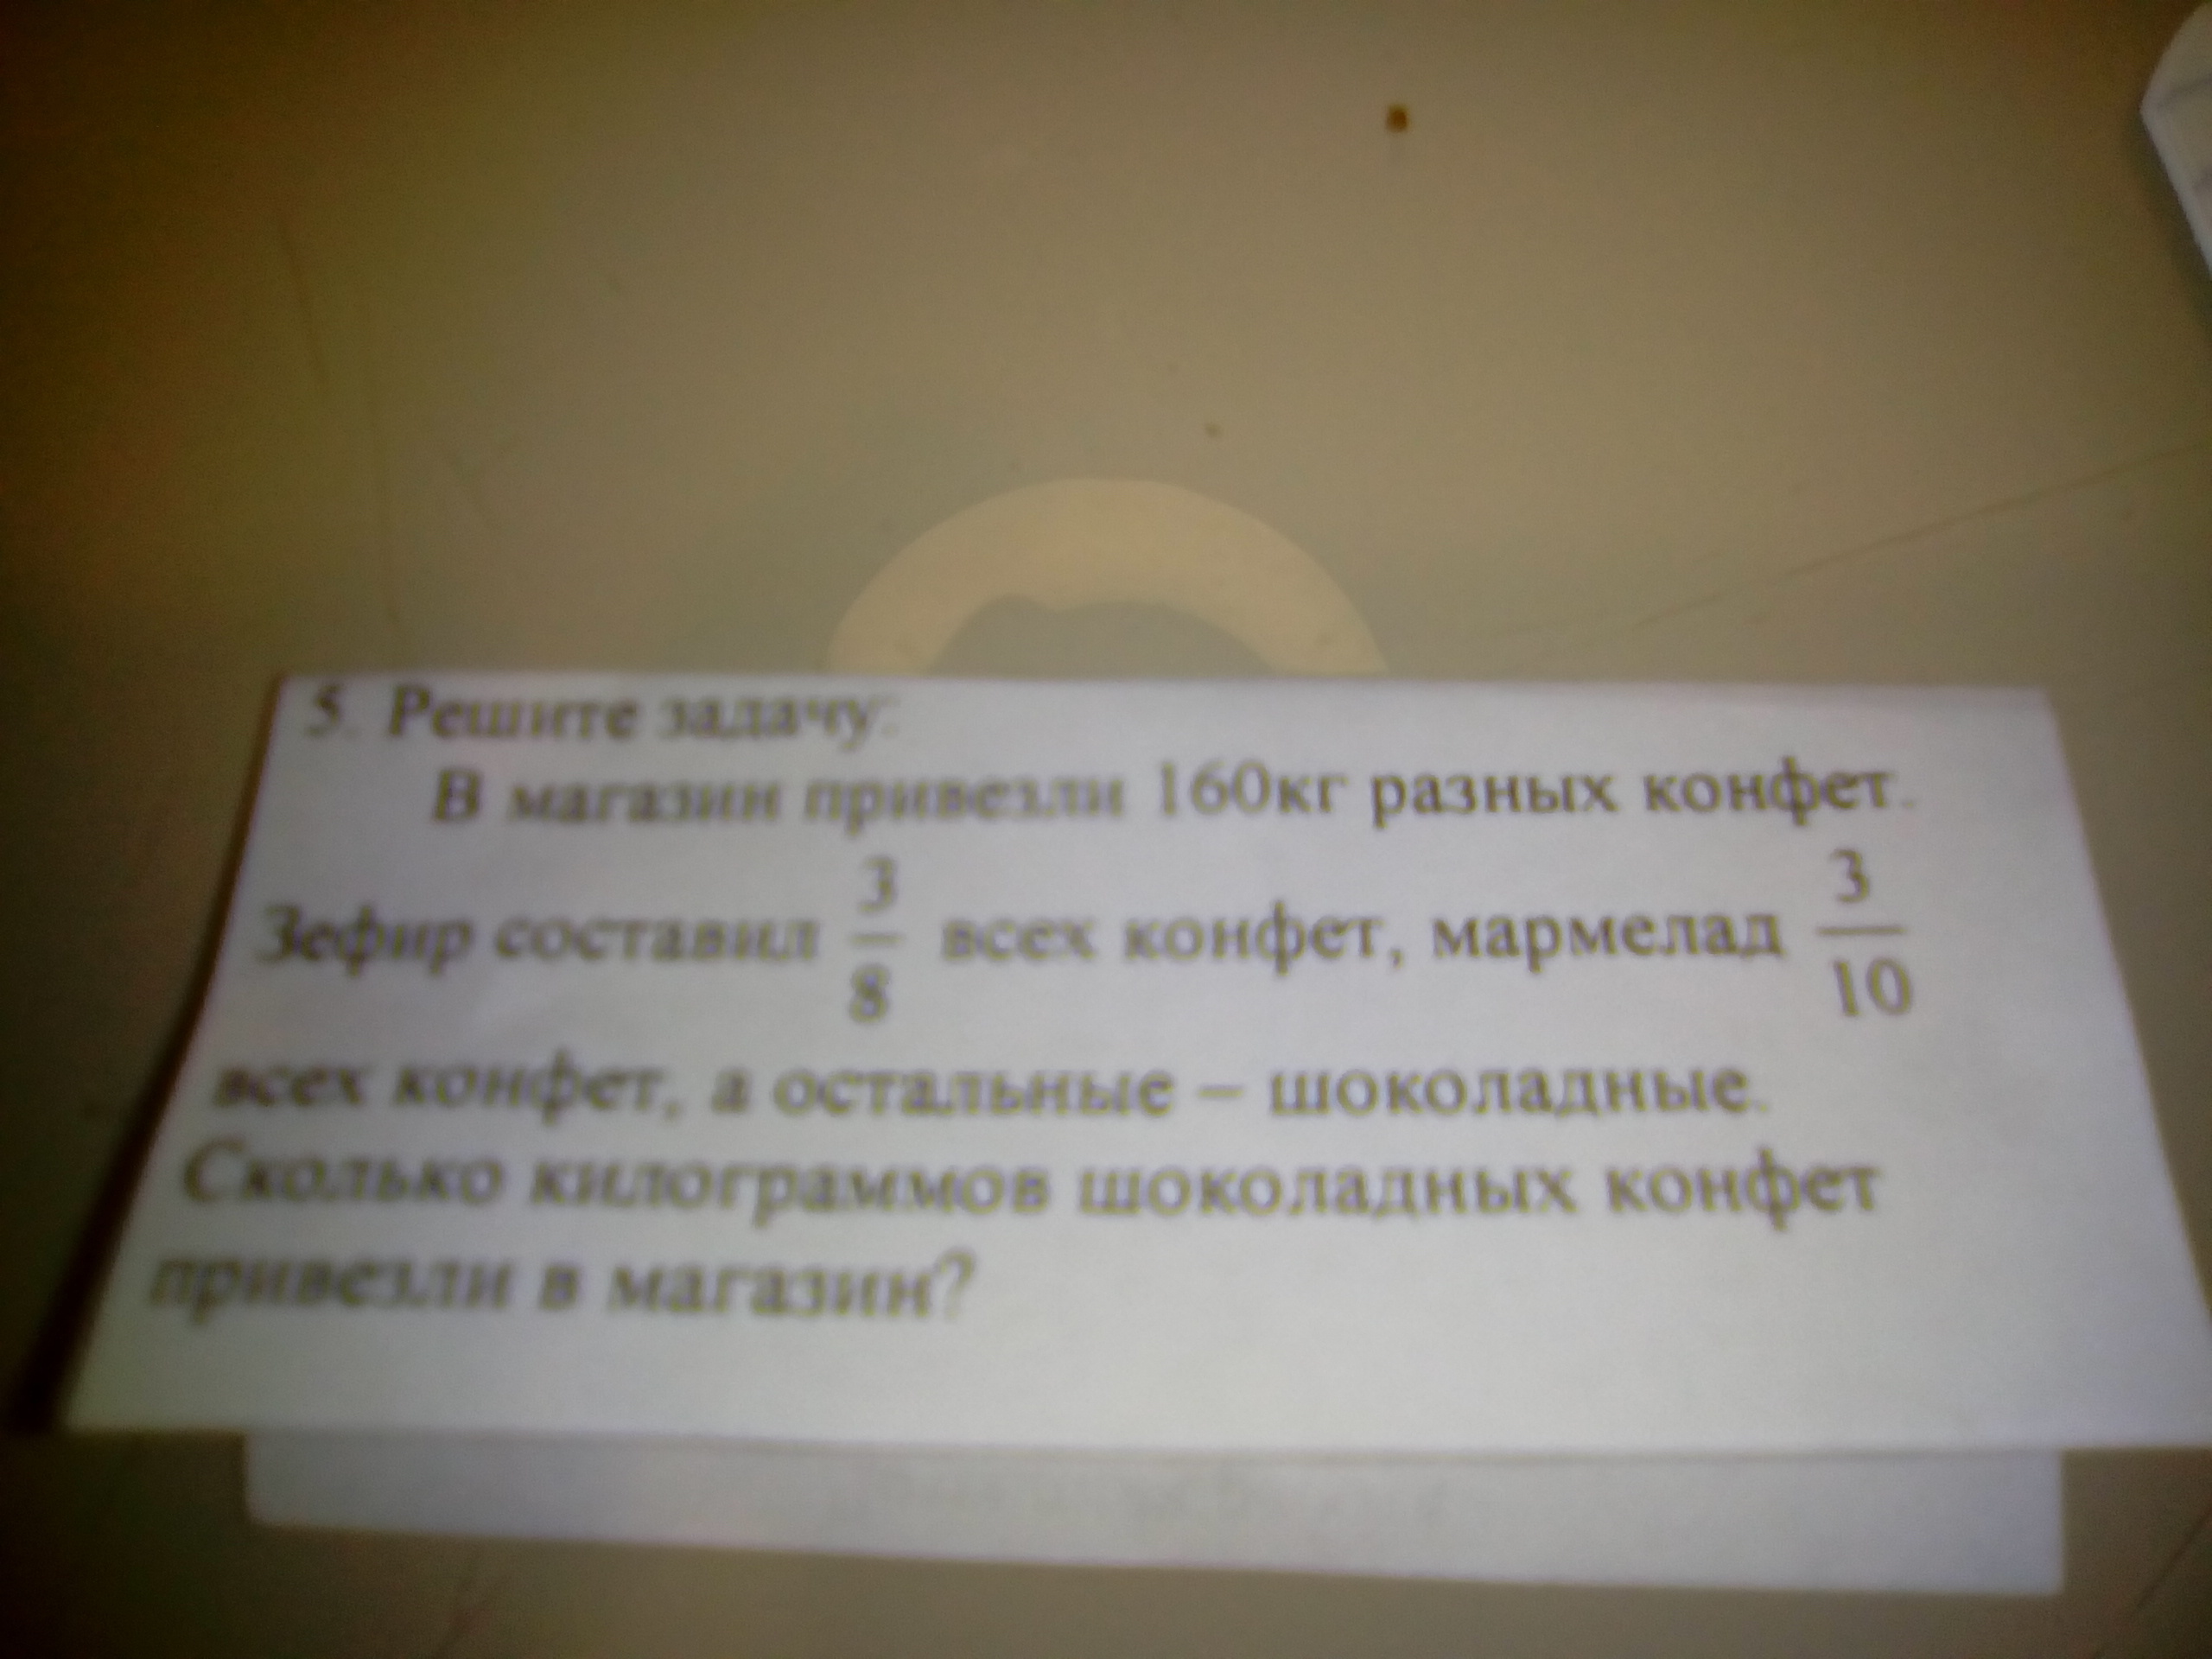 5. Решите задачу:
В магазин привезли 160кг разных конфет.
Зефир составил 3/8 всех конфет, мармелад 3/10
всех конфет, а остальные – шоколадные.
Сколько килограммов шоколадных конфет
привезли в магазин?